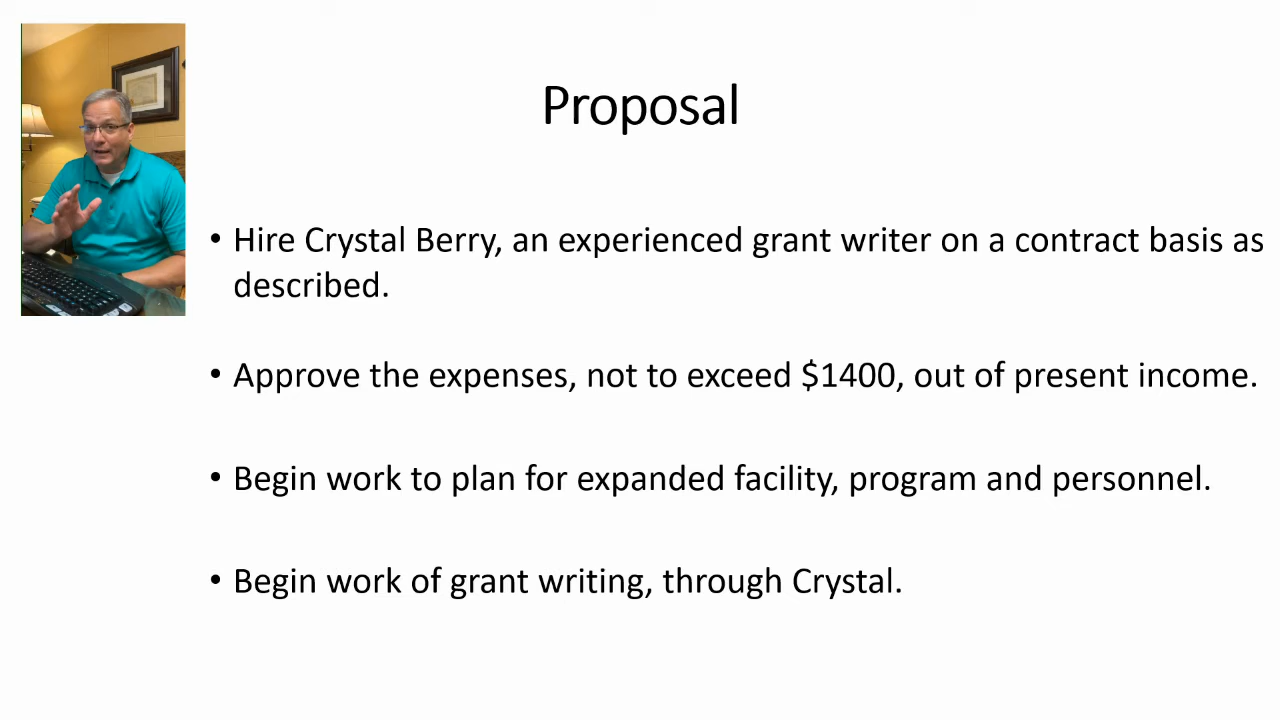 Proposal
• Hire Crystal Berry, an experienced grant writer on a contract basis as
described.
• Approve the expenses, not to exceed $1400, out of present income.
• Begin work to plan for expanded facility, program and personnel.
• Begin work of grant writing, through Crystal.